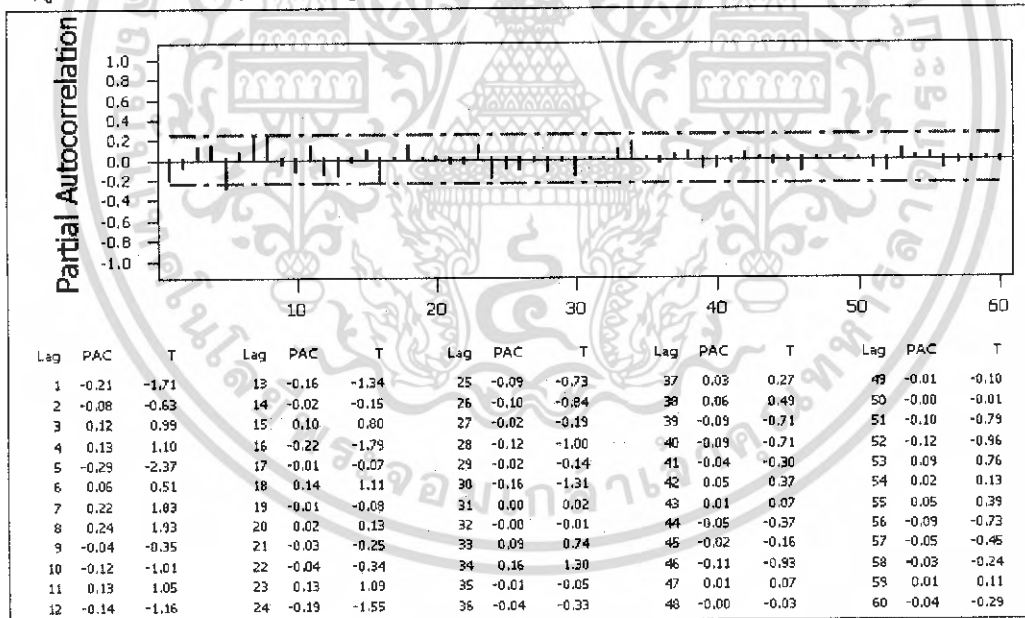 Partial Autocorrelation
1.0
0.8
0.6
0.4
0.2
0.0
-0.2
-0.4
-0.6
-0.8
-1.0
10 20 30 40 50 60
Lag PAC T Lag PAC T Lag PAC T Lag PAC T Lag PAC T
1 -0.21 -1.71 13 -0.16 -1.34 25 -0.09 -0.73 37 0.03 0.27 49 -0.01 -0.10
2 -0.08 -0.63 14 -0.02 -0.15 26 -0.10 -0.84 38 0.06 0.49 50 -0.00 -0.01
3 0.12 0.99 15 0.10 0.80 27 -0.02 -0.19 39 -0.09 -0.71 51 -0.10 -0.79
4 0.13 1.10 16 -0.22 -1.79 28 -0.12 -1.00 40 -0.09 -0.71 52 -0.12 -0.96
5 -0.29 -2.37 17 -0.01 -0.07 29 -0.02 -0.14 41 -0.04 -0.30 53 0.09 0.76
6 0.06 0.51 18 0.14 1.11 30 -0.16 -1.31 42 0.05 0.37 54 0.02 0.13
7 0.22 1.83 19 -0.01 -0.08 31 0.00 0.02 43 0.01 0.07 55 0.05 0.39
8 0.24 1.93 20 0.02 0.13 32 -0.00 -0.01 44 -0.05 -0.37 56 -0.09 -0.73
9 -0.04 -0.35 21 -0.03 -0.25 33 0.09 0.74 45 -0.02 -0.16 57 -0.05 -0.45
10 -0.12 -1.01 22 -0.04 -0.34 34 0.16 1.30 46 -0.11 -0.93 58 -0.03 -0.24
11 0.13 1.05 23 0.13 1.09 35 -0.01 -0.05 47 0.01 0.07 59 0.01 0.11
12 -0.14 -1.16 24 -0.19 -1.55 36 -0.04 -0.33 48 -0.00 -0.03 60 -0.04 -0.29